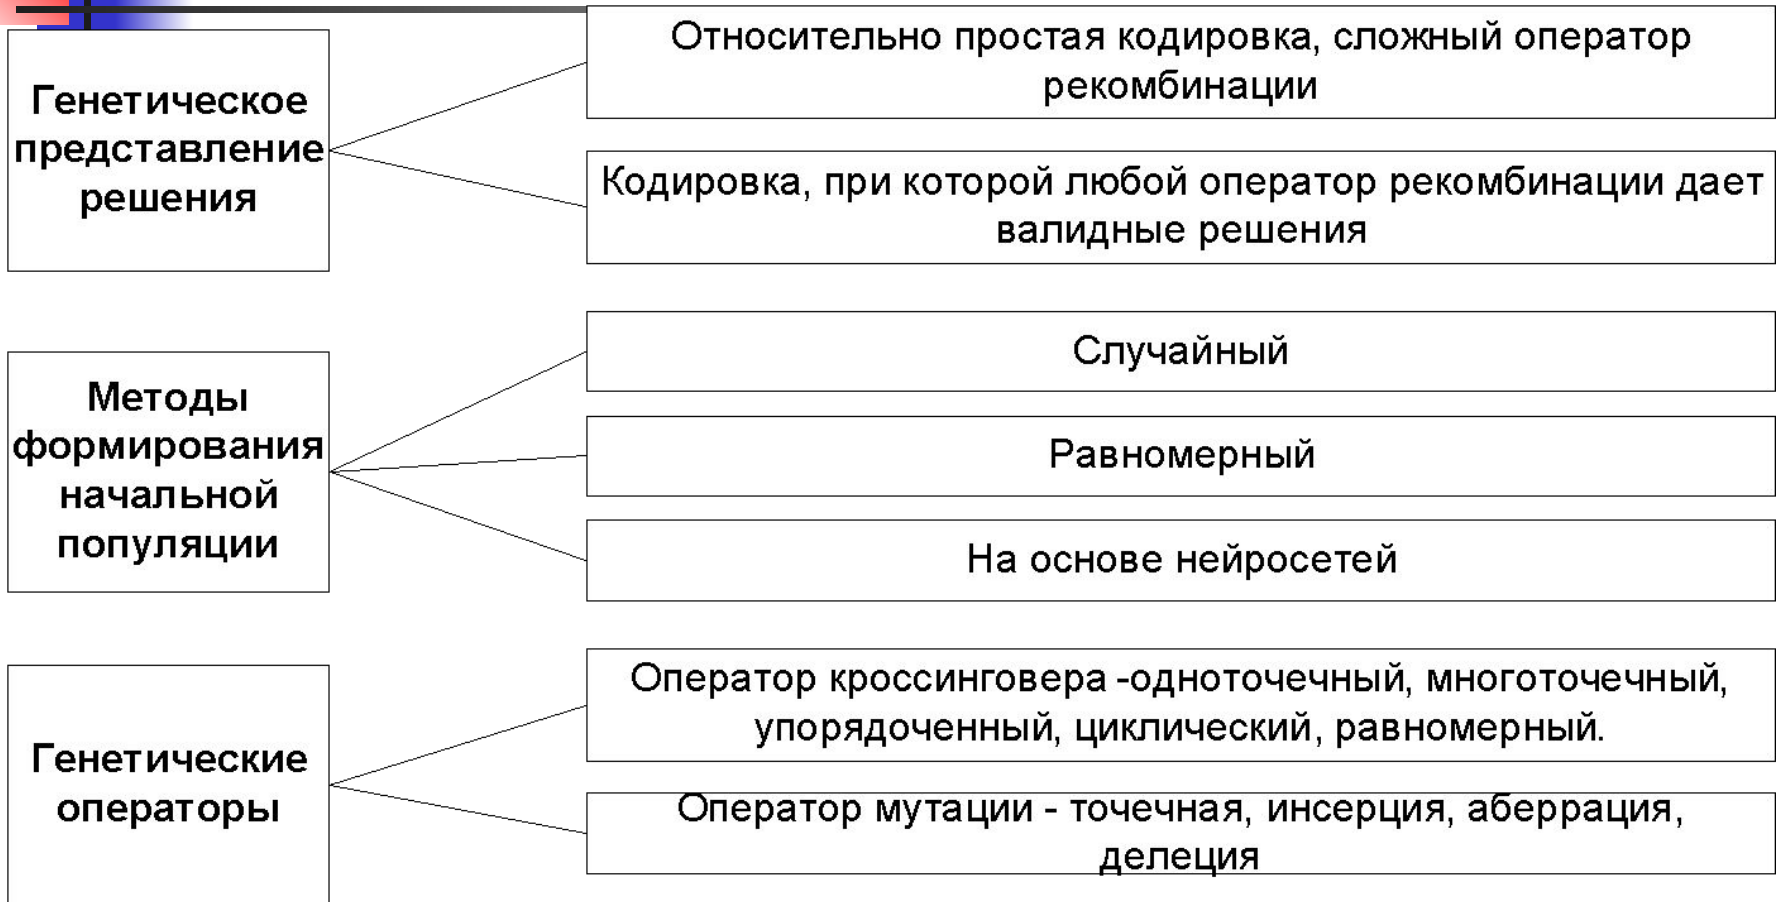 Генетическое
представление
решения
Относительно простая кодировка, сложный оператор
рекомбинации
Кодировка, при которой любой оператор рекомбинации дает
валидные решения
Методы
формирования
начальной
популяции
Случайный
Равномерный
На основе нейросетей
Генетические
операторы
Оператор кроссинговера -одноточечный, многоточечный,
упорядоченный, циклический, равномерный.
Оператор мутации - точечная, инсерция, аберрация,
делеция